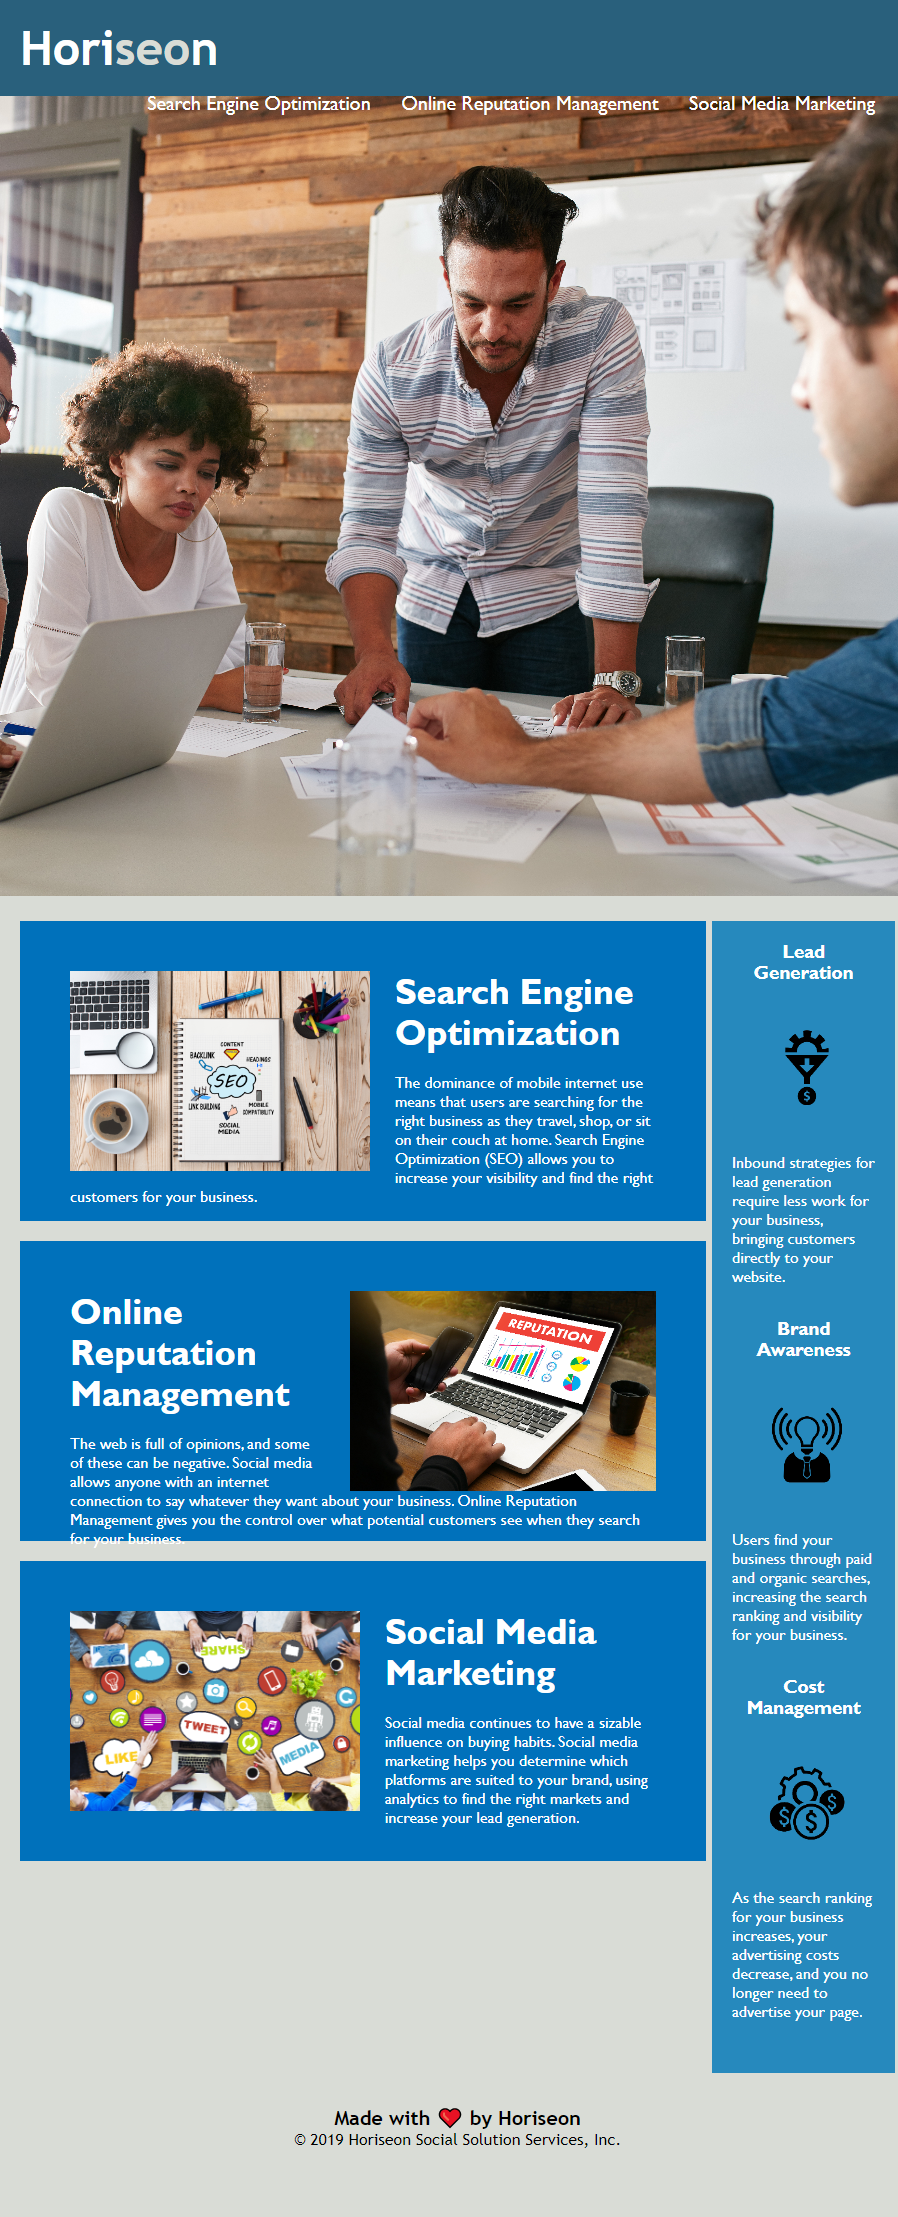 Horiseon
Search Engine Optimization Online Reputation Management Social Media Marketing
CONTENT
BACKLINK
HEADINGS
SEO
LINK BUILDING
MOBILE
COMPATIBILITY
SOCIAL
MEDIA
Search Engine
Optimization
The dominance of mobile internet use
means that users are searching for the
right business as they travel, shop, or sit
on their couch at home. Search Engine
Optimization (SEO) allows you to
increase your visibility and find the right
customers for your business.
Online
Reputation
Management
REPUTATION
The web is full of opinions, and some
of these can be negative. Social media
allows anyone with an internet
connection to say whatever they want about your business. Online Reputation
Management gives you the control over what potential customers see when they search
for your business.
SHARE
TWEET
LIKE
MEDIA
Social Media
Marketing
Social media continues to have a sizable
influence on buying habits. Social media
marketing helps you determine which
platforms are suited to your brand, using
analytics to find the right markets and
increase your lead generation.
Lead
Generation
$
Inbound strategies for
lead generation
require less work for
your business,
bringing customers
directly to your
website.
Brand
Awareness
Users find your
business through paid
and organic searches,
increasing the search
ranking and visibility
for your business.
Cost
Management
$ $ $
As the search ranking
for your business
increases, your
advertising costs
decrease, and you no
longer need to
advertise your page.
Made with ❤️ by Horiseon
© 2019 Horiseon Social Solution Services, Inc.